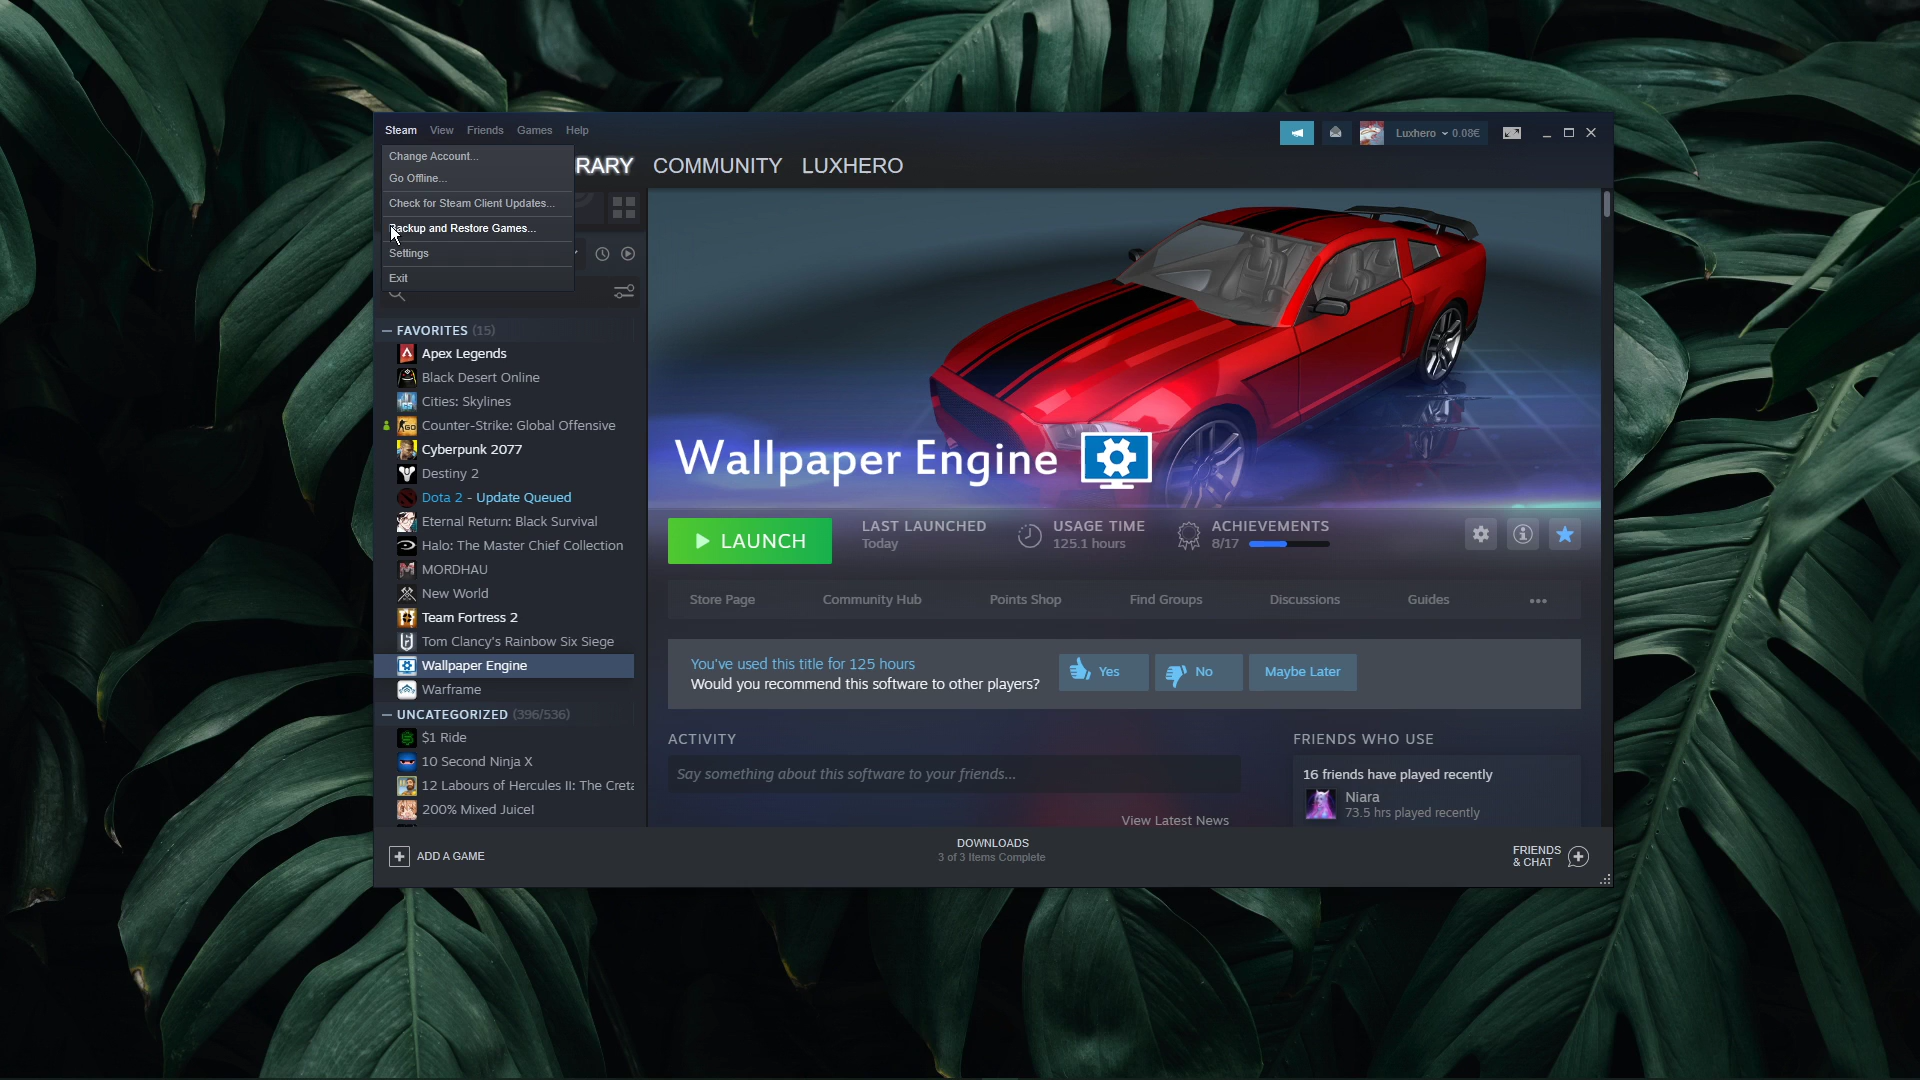 Steam View Friends Games Help
Luxhero 0.08€
Change Account...
Go Offline...
Check for Steam Client Updates...
Backup and Restore Games...
Settings
Exit
RARY COMMUNITY LUXHERO
— FAVORITES (15)
Apex Legends
Black Desert Online
Cities: Skylines
Counter-Strike: Global Offensive
Cyberpunk 2077
Destiny 2
Dota 2 - Update Queued
Eternal Return: Black Survival
Halo: The Master Chief Collection
MORDHAU
New World
Team Fortress 2
Tom Clancy's Rainbow Six Siege
Wallpaper Engine
Warframe
— UNCATEGORIZED (396/536)
$1 Ride
10 Second Ninja X
12 Labours of Hercules II: The Creta
200% Mixed Juice!
Wallpaper Engine
LAUNCH
LAST LAUNCHED
Today
USAGE TIME
125.1 hours
ACHIEVEMENTS
8/17
Store Page Community Hub Points Shop Find Groups Discussions Guides
You've used this title for 125 hours
Would you recommend this software to other players?
Yes No Maybe Later
ACTIVITY
Say something about this software to your friends...
View Latest News
FRIENDS WHO USE
16 friends have played recently
Niara
73.5 hrs played recently
ADD A GAME
DOWNLOADS
3 of 3 Items Complete
FRIENDS
& CHAT